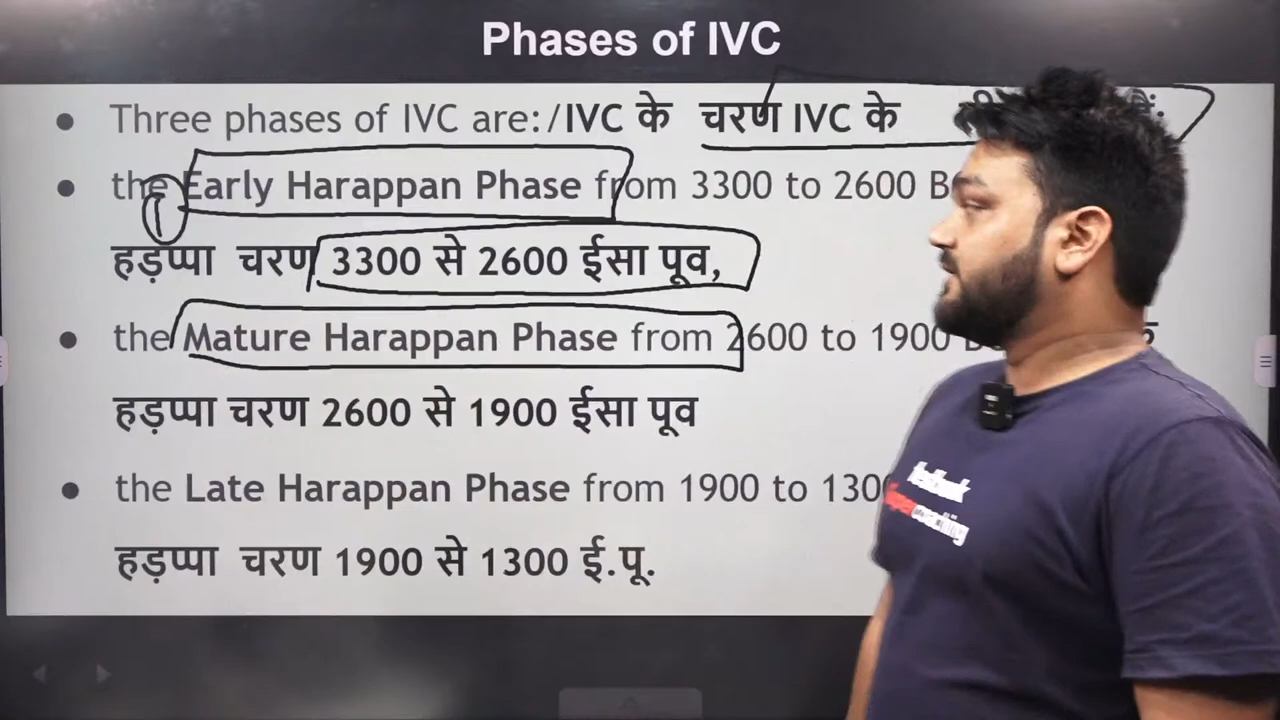 Phases of IVC
• Three phases of IVC are:/IVC के चरण IVC के
• the Early Harappan Phase from 3300 to 2600
1
हड़प्पा चरण 3300 से 2600 ईसा पूव,
• the Mature Harappan Phase from 2600 to 1900
हड़प्पा चरण 2600 से 1900 ईसा पूव
• the Late Harappan Phase from 1900 to
हड़प्पा चरण 1900 से 1300 ई.पू.